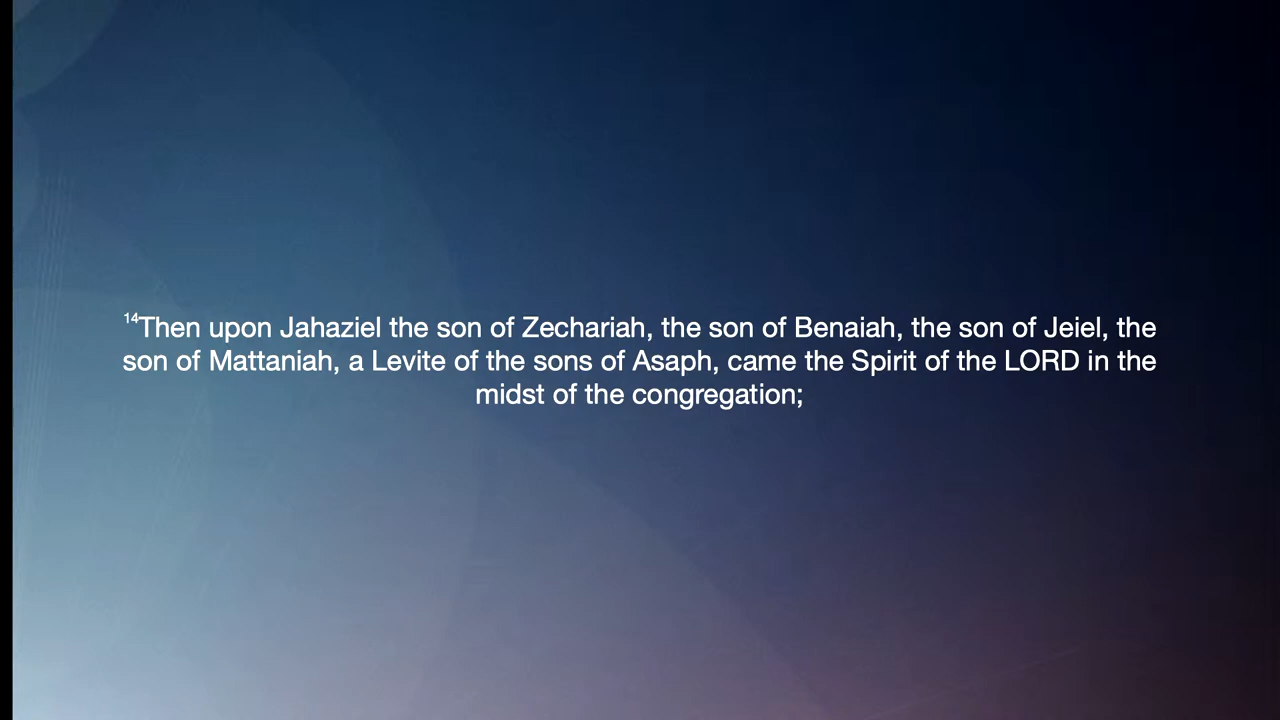 14Then upon Jahaziel the son of Zechariah, the son of Benaiah, the son of Jeiel, the
son of Mattaniah, a Levite of the sons of Asaph, came the Spirit of the LORD in the
midst of the congregation;